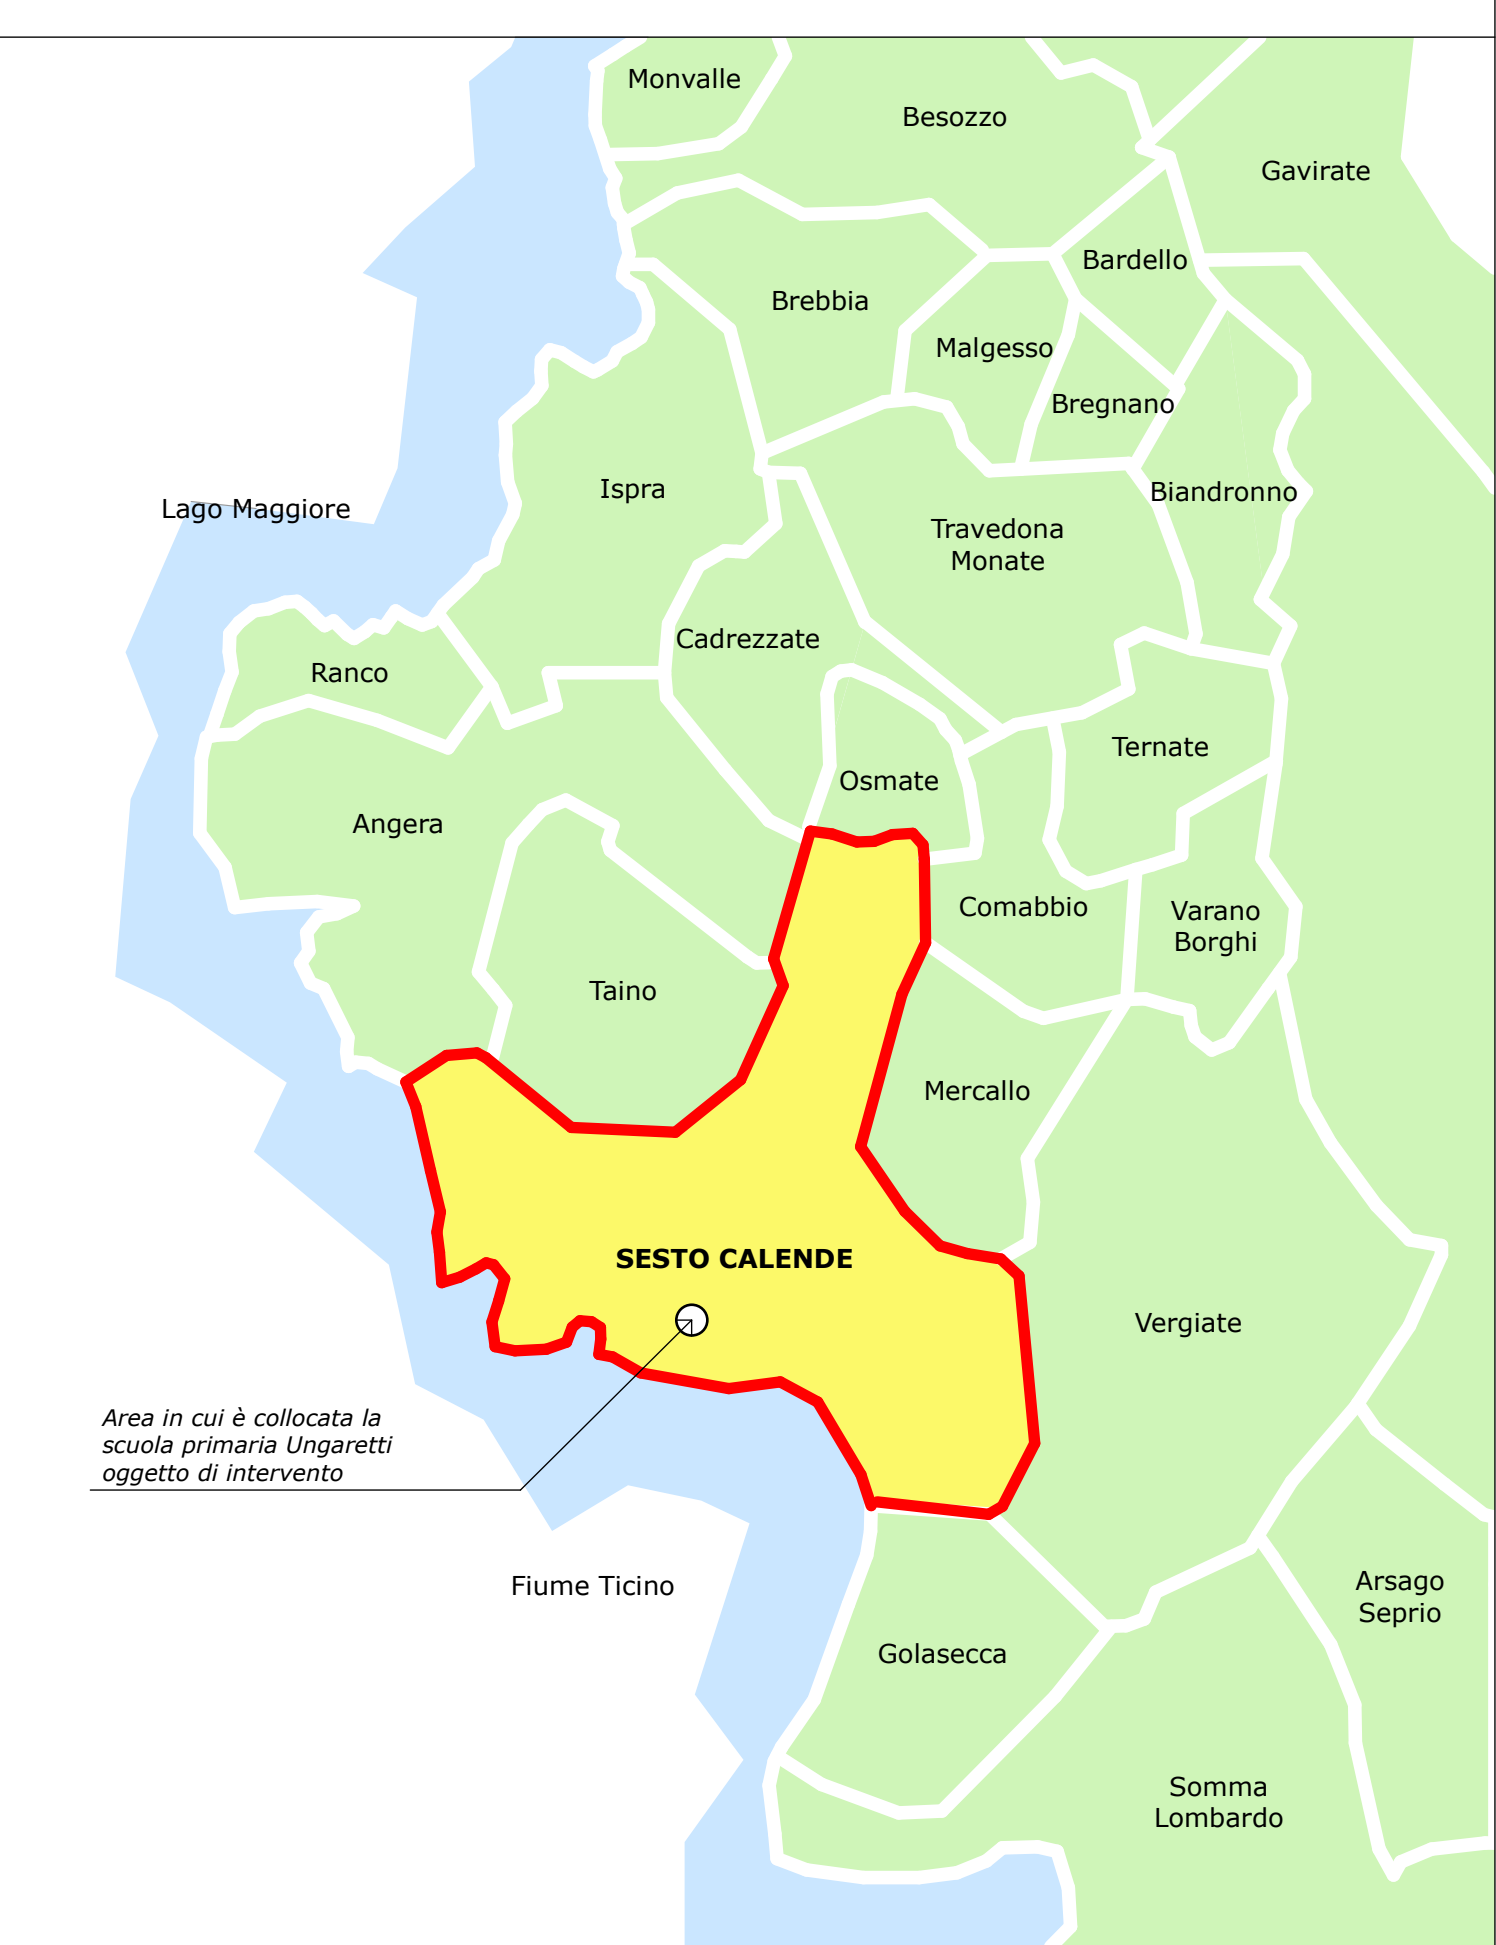 Monvalle
Besozzo
Gavirate
Bardello
Brebbia
Malgesso
Bregnano
Ispra
Biandronno
Lago Maggiore
Travedona
Monate
Cadrezzate
Ranco
Ternate
Osmate
Angera
Comabbio
Varano
Borghi
Taino
Mercallo
SESTO CALENDE
Vergiate
Area in cui è collocata la
scuola primaria Ungaretti
oggetto di intervento
Fiume Ticino
Arsago
Seprio
Golasecca
Somma
Lombardo